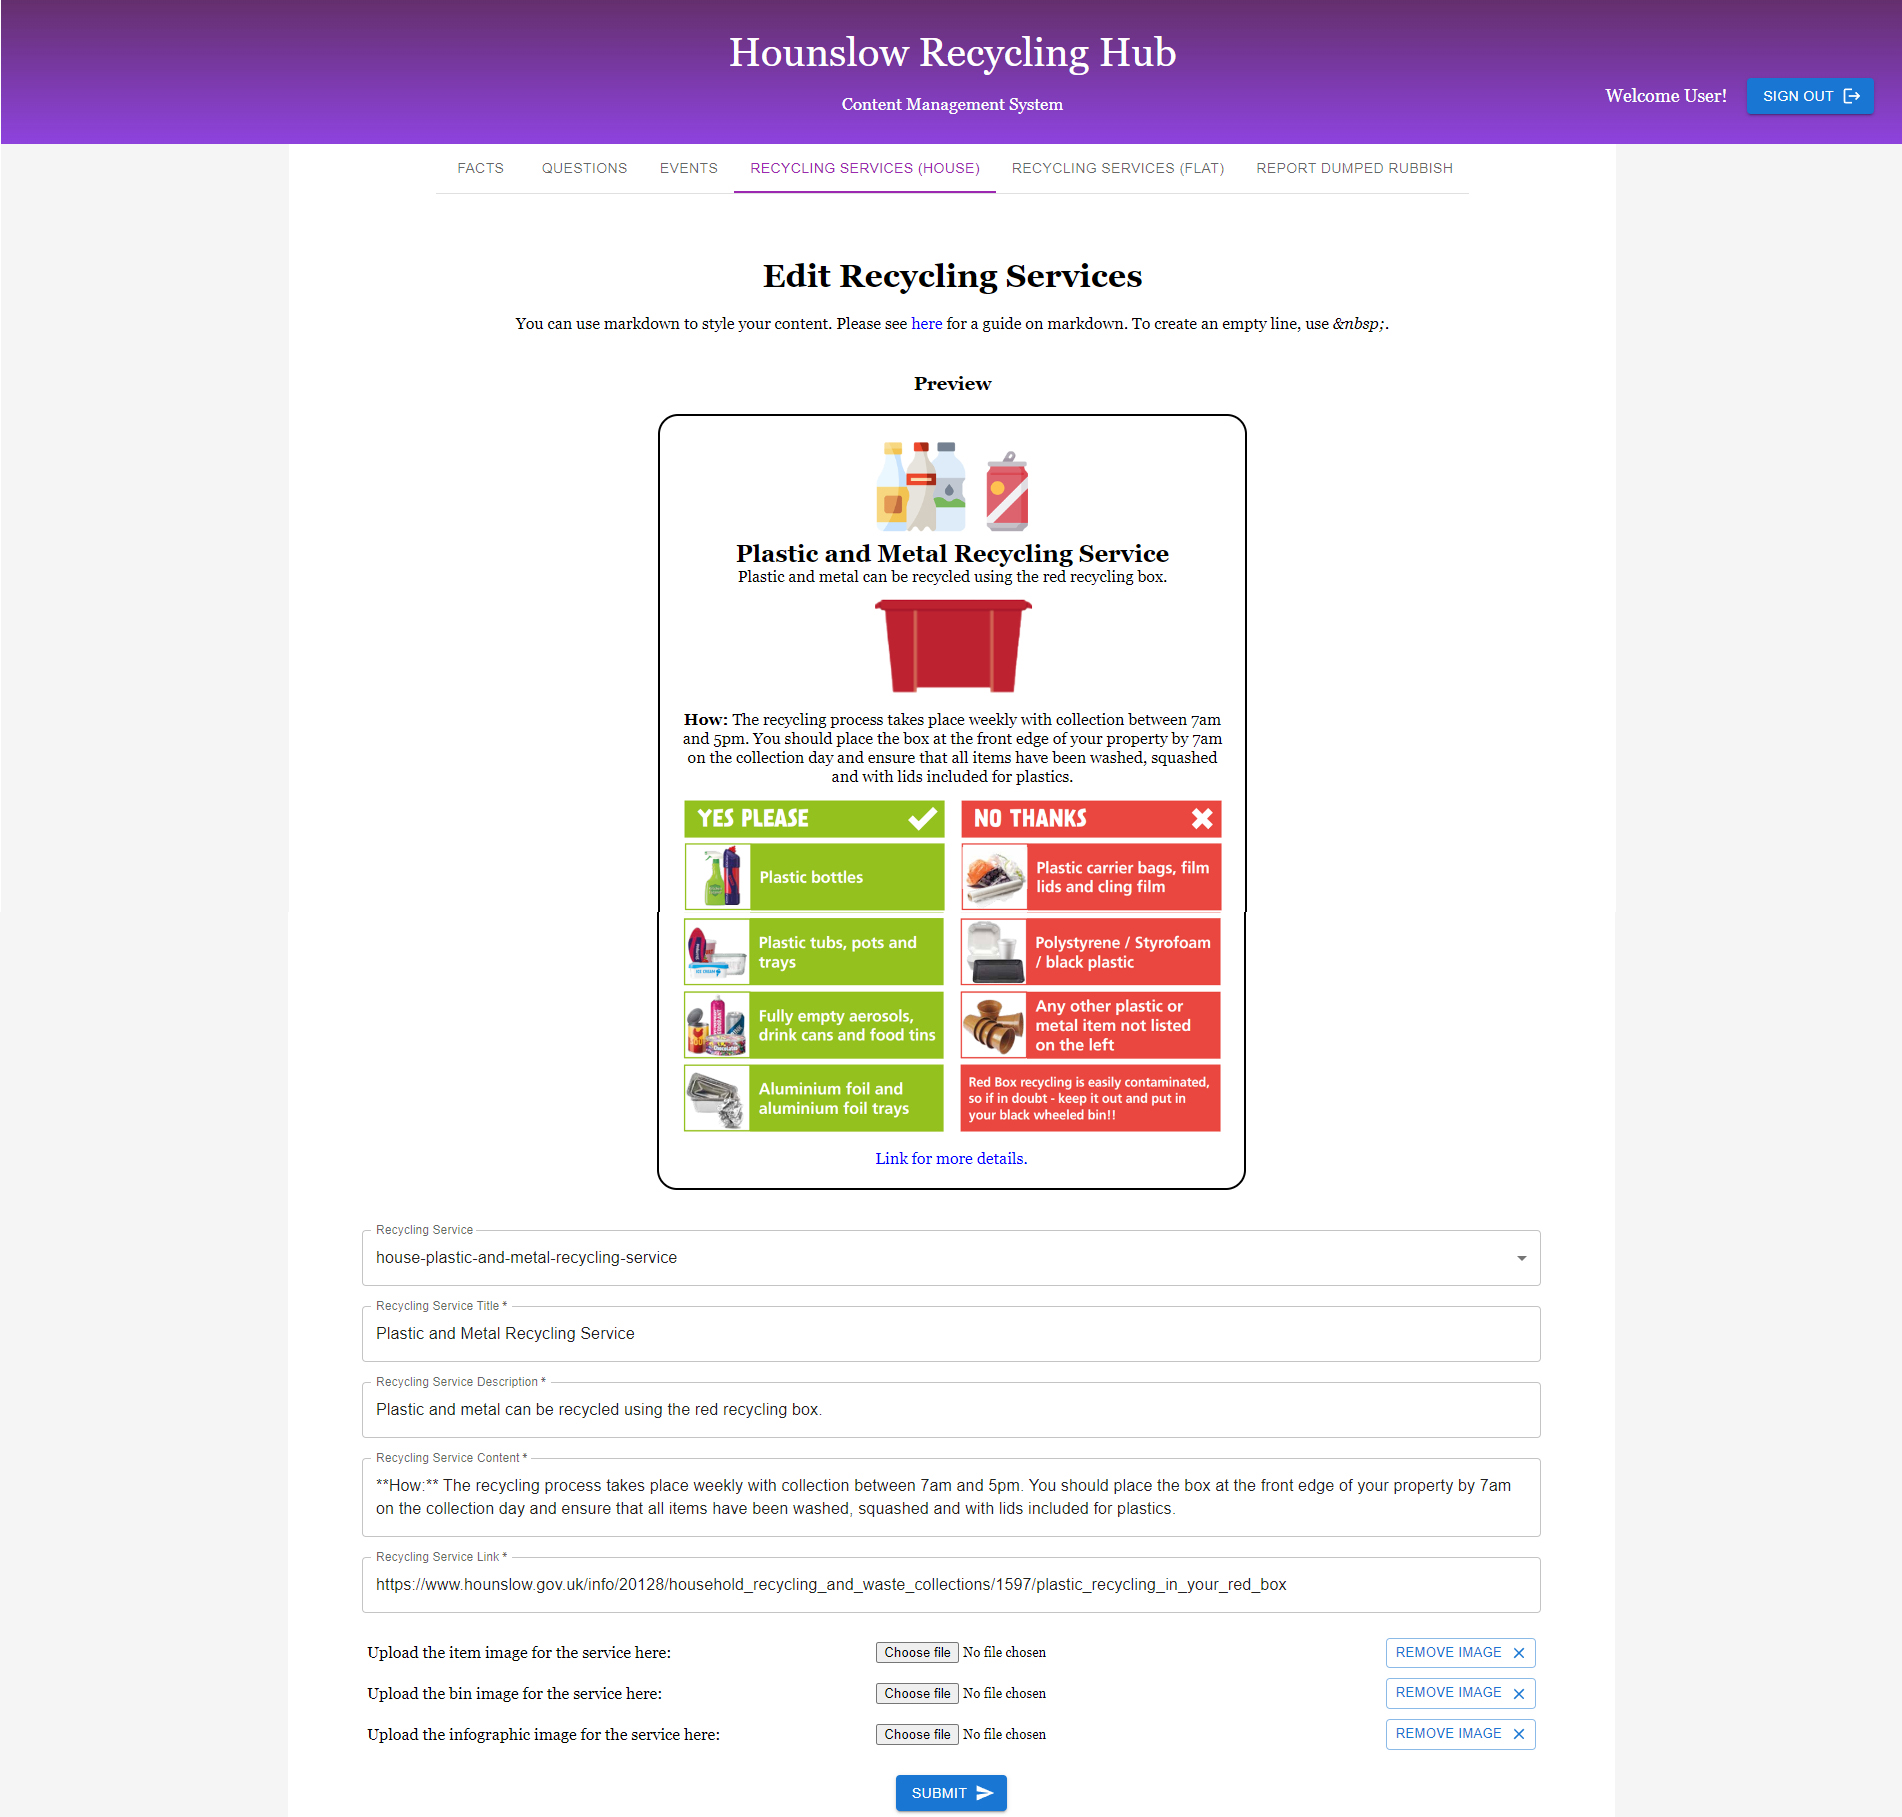 Hounslow Recycling Hub
Content Management System
Welcome User!
SIGN OUT
FACTS
QUESTIONS
EVENTS
RECYCLING SERVICES (HOUSE)
RECYCLING SERVICES (FLAT)
REPORT DUMPED RUBBISH
Edit Recycling Services
You can use markdown to style your content. Please see here for a guide on markdown. To create an empty line, use &nbsp;.
Preview
Plastic and Metal Recycling Service
Plastic and metal can be recycled using the red recycling box.
How: The recycling process takes place weekly with collection between 7am
and 5pm. You should place the box at the front edge of your property by 7am
on the collection day and ensure that all items have been washed, squashed
and with lids included for plastics.
YES PLEASE
Plastic bottles
Plastic tubs, pots and
trays
Fully empty aerosols,
drink cans and food tins
Aluminium foil and
aluminium foil trays
NO THANKS
Plastic carrier bags, film
lids and cling film
Polystyrene / Styrofoam
/ black plastic
Any other plastic or
metal item not listed
on the left
Red Box recycling is easily contaminated,
so if in doubt - keep it out and put in
your black wheeled bin!!
Link for more details.
Recycling Service
house-plastic-and-metal-recycling-service
Recycling Service Title *
Plastic and Metal Recycling Service
Recycling Service Description *
Plastic and metal can be recycled using the red recycling box.
Recycling Service Content *
**How:** The recycling process takes place weekly with collection between 7am and 5pm. You should place the box at the front edge of your property by 7am
on the collection day and ensure that all items have been washed, squashed and with lids included for plastics.
Recycling Service Link *
https://www.hounslow.gov.uk/info/20128/household_recycling_and_waste_collections/1597/plastic_recycling_in_your_red_box
Upload the item image for the service here:
Choose file No file chosen
REMOVE IMAGE
Upload the bin image for the service here:
Choose file No file chosen
REMOVE IMAGE
Upload the infographic image for the service here:
Choose file No file chosen
REMOVE IMAGE
SUBMIT